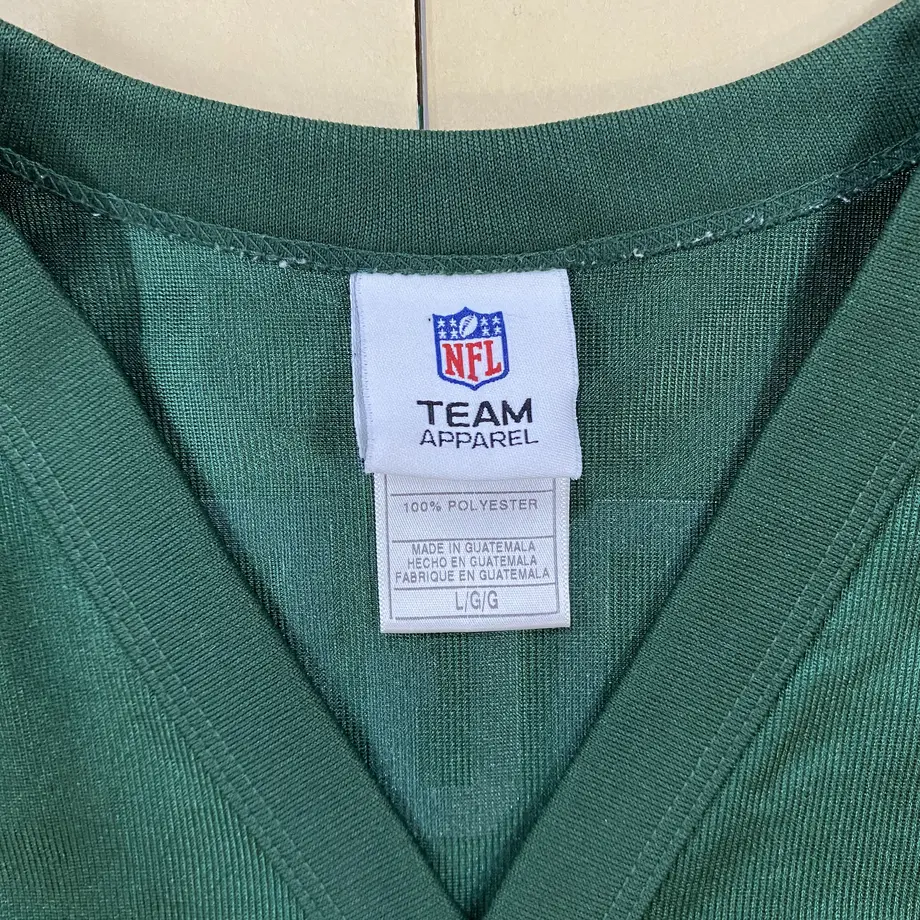 NFL
TEAM
APPAREL
100% POLYESTER
MADE IN GUATEMALA
HECHO EN GUATEMALA
FABRIQUE EN GUATEMALA
L/G/G